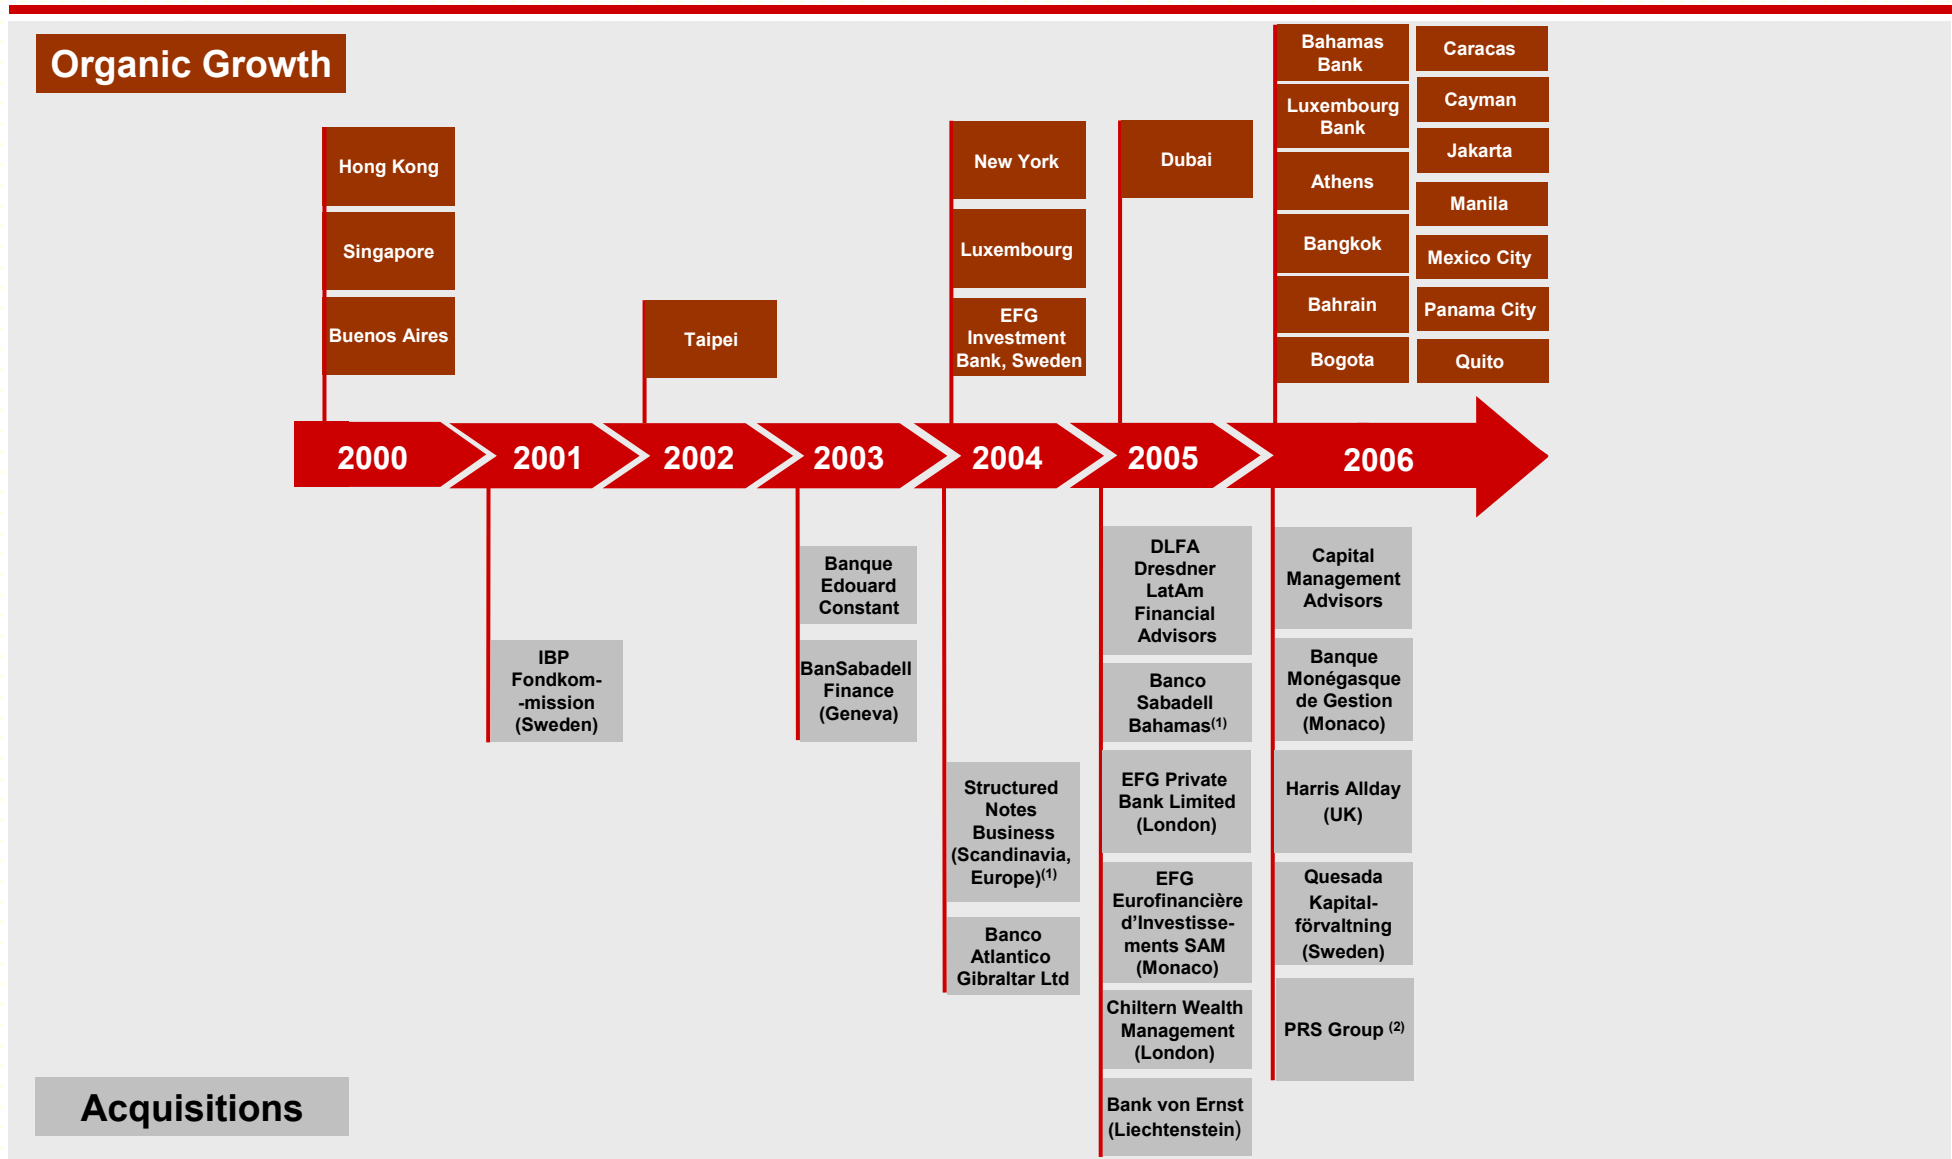 Organic Growth
Hong Kong
Singapore
Buenos Aires
Taipei
New York
Luxembourg
EFG
Investment
Bank, Sweden
Dubai
Bahamas
Bank
Luxembourg
Bank
Athens
Bangkok
Bahrain
Bogota
Caracas
Cayman
Jakarta
Manila
Mexico City
Panama City
Quito
2000
2001
2002
2003
2004
2005
2006
IBP
Fondkom-
-mission
(Sweden)
Banque
Edouard
Constant
BanSabadell
Finance
(Geneva)
Structured
Notes
Business
(Scandinavia,
Europe)(1)
Banco
Atlantico
Gibraltar Ltd
DLFA
Dresdner
LatAm
Financial
Advisors
Banco
Sabadell
Bahamas(1)
EFG Private
Bank Limited
(London)
EFG
Eurofinancière
d’Investisse-
ments SAM
(Monaco)
Chiltern Wealth
Management
(London)
Bank von Ernst
(Liechtenstein)
Capital
Management
Advisors
Banque
Monégasque
de Gestion
(Monaco)
Harris Allday
(UK)
Quesada
Kapital-
förvaltning
(Sweden)
PRS Group (2)
Acquisitions